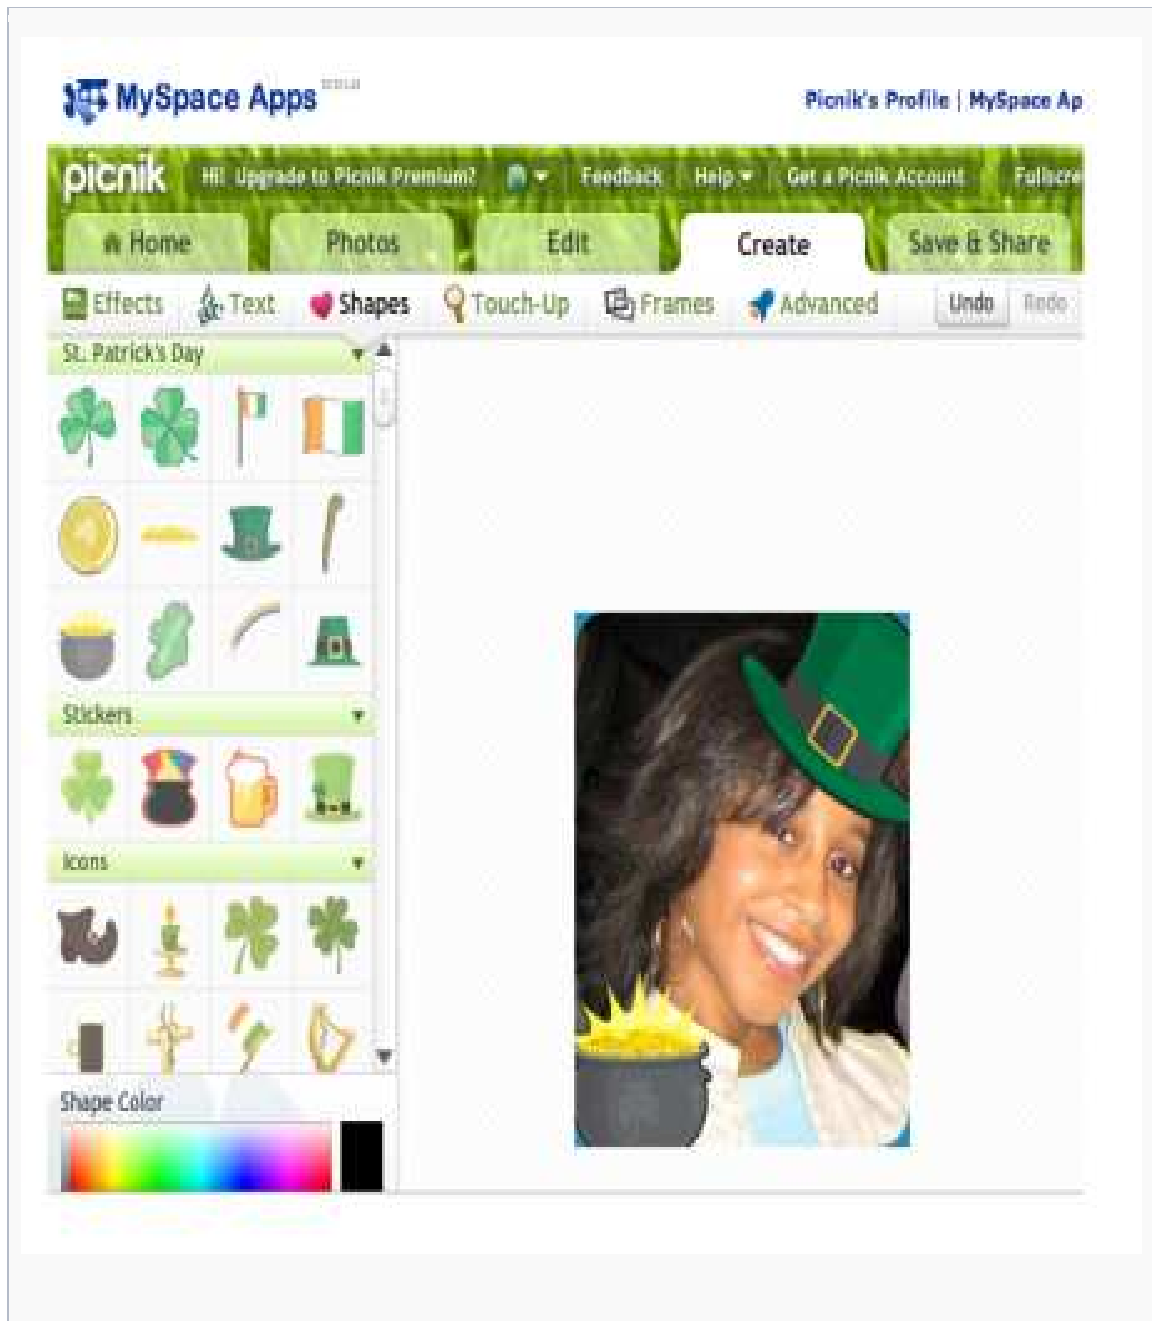 MySpace Apps
Picnik's Profile | MySpace Ap
picnik Hi! Upgrade to Picnik Premium? Feedback Help Get a Picnik Account Fullscre
Home Photos Edit Create Save & Share
Effects Text Shapes Touch-Up Frames Advanced Undo Redo
St. Patrick's Day
Stickers
Icons
Shape Color